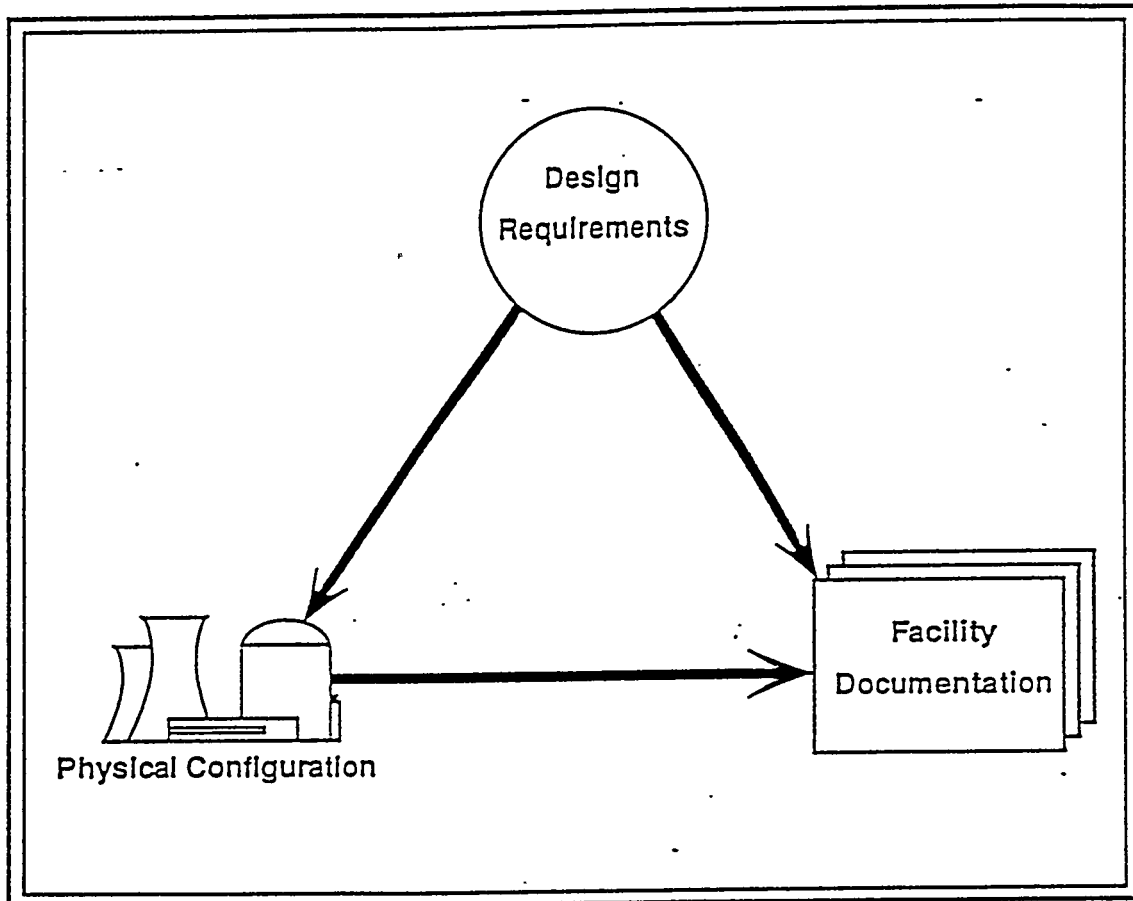 Design
Requirements
Facility
Documentation
Physical Configuration